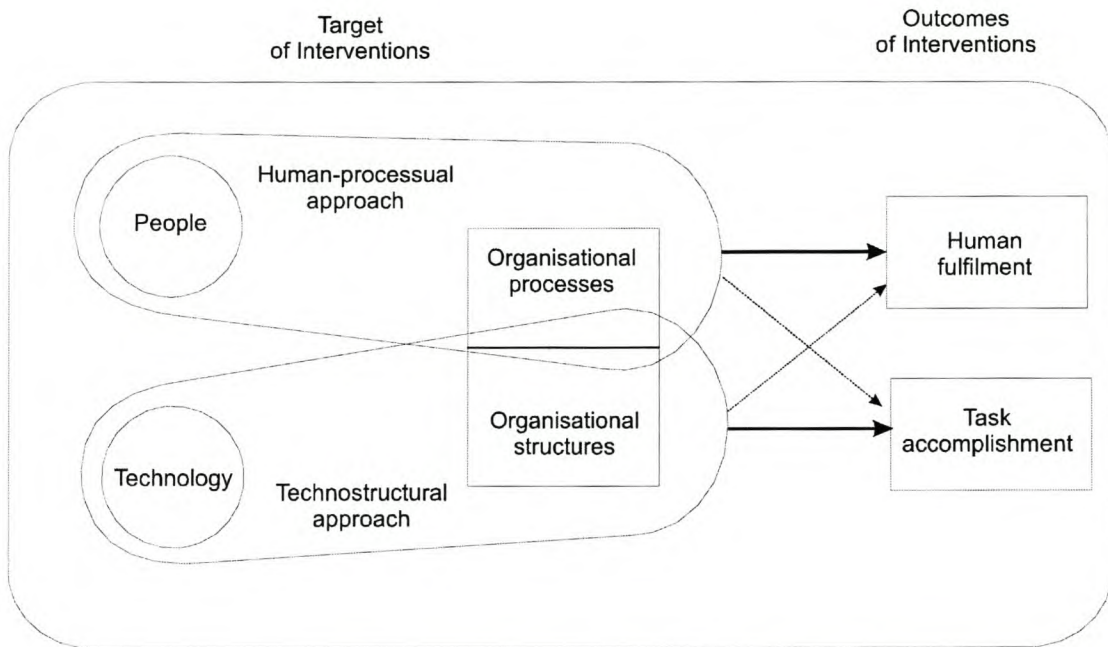 Target
of Interventions
Outcomes
of Interventions
Human-processual
approach
People
Organisational
processes
Human
fulfilment
Organisational
structures
Task
accomplishment
Technology
Technostructural
approach